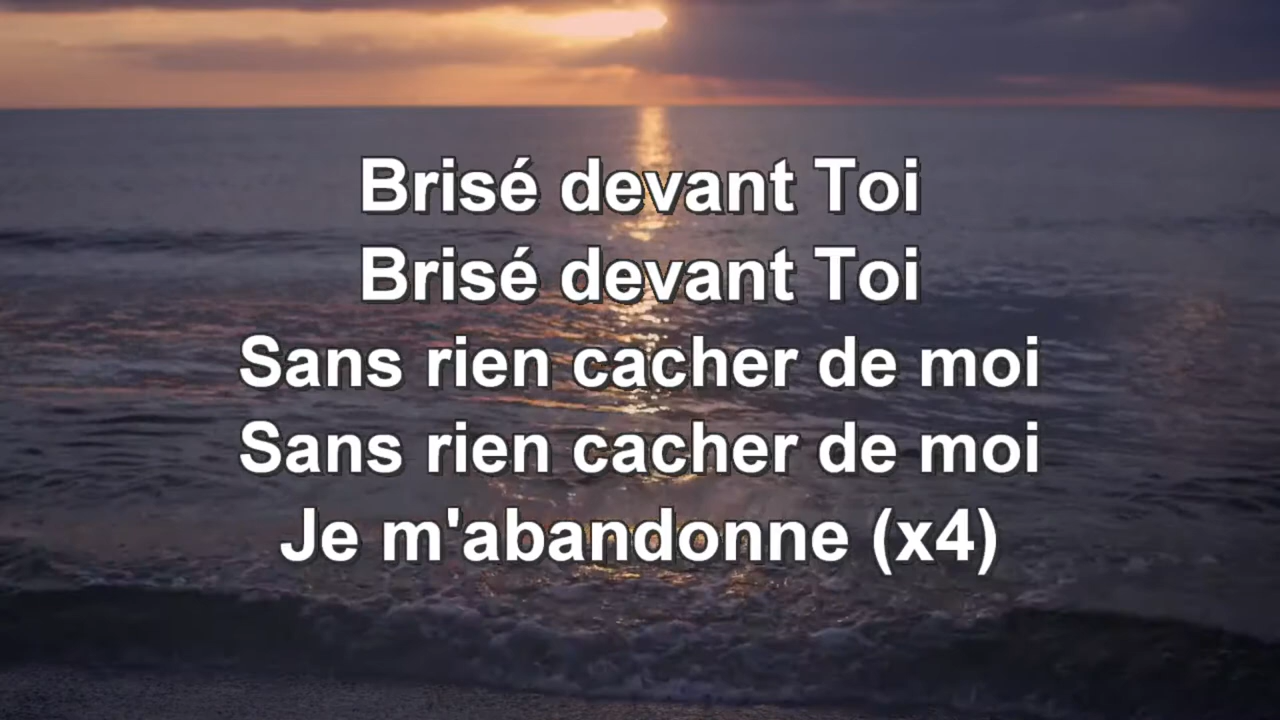 Brisé devant Toi
Brisé devant Toi
Sans rien cacher de moi
Sans rien cacher de moi
Je m'abandonne (x4)